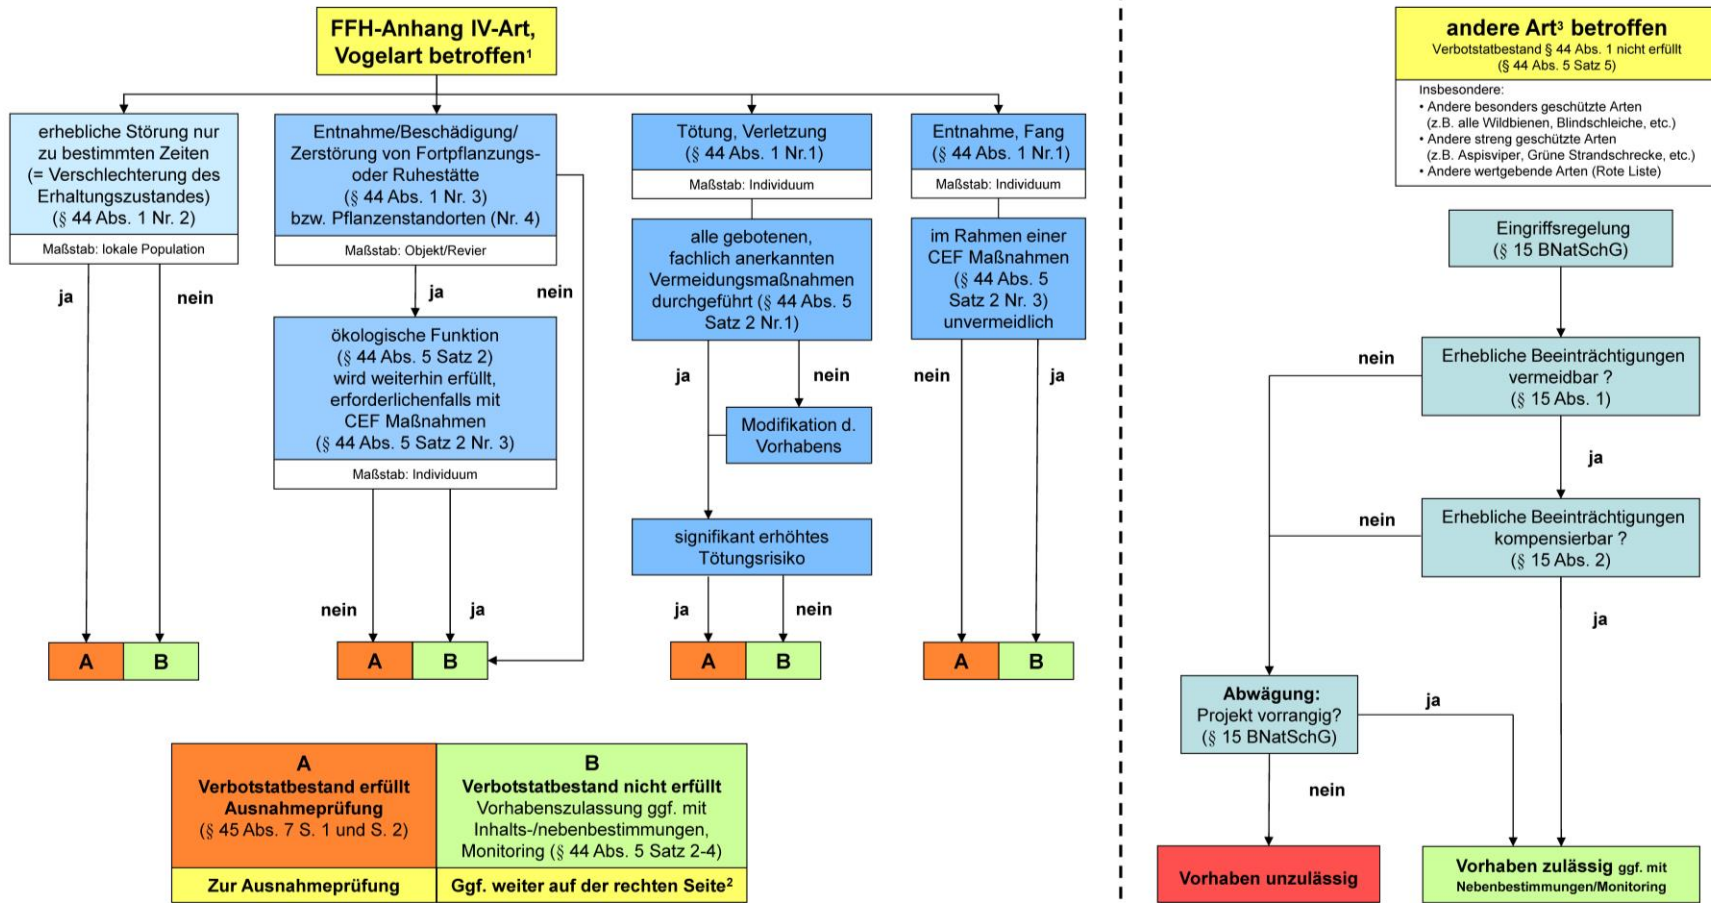 FFH-Anhang IV-Art,
Vogelart betroffen¹
erhebliche Störung nur
zu bestimmten Zeiten
(= Verschlechterung des
Erhaltungszustandes)
(§ 44 Abs. 1 Nr. 2)
Maßstab: lokale Population
ja
nein
A
B
Entnahme/Beschädigung/
Zerstörung von Fortpflanzungs-
oder Ruhestätte
(§ 44 Abs. 1 Nr. 3)
bzw. Pflanzenstandorten (Nr. 4)
Maßstab: Objekt/Revier
ja
nein
ökologische Funktion
(§ 44 Abs. 5 Satz 2)
wird weiterhin erfüllt,
erforderlichenfalls mit
CEF Maßnahmen
(§ 44 Abs. 5 Satz 2 Nr. 3)
Maßstab: Individuum
nein
ja
A
B
Tötung, Verletzung
(§ 44 Abs. 1 Nr.1)
Maßstab: Individuum
alle gebotenen,
fachlich anerkannten
Vermeidungsmaßnahmen
durchgeführt (§ 44 Abs. 5
Satz 2 Nr.1)
ja
nein
Modifikation d.
Vorhabens
signifikant erhöhtes
Tötungsrisiko
ja
nein
A
B
Entnahme, Fang
(§ 44 Abs. 1 Nr.1)
Maßstab: Individuum
im Rahmen einer
CEF Maßnahmen
(§ 44 Abs. 5
Satz 2 Nr. 3)
unvermeidlich
nein
ja
A
B
A
Verbotstatbestand erfüllt
Ausnahmeprüfung
(§ 45 Abs. 7 S. 1 und S. 2)
Zur Ausnahmeprüfung
B
Verbotstatbestand nicht erfüllt
Vorhabenszulassung ggf. mit
Inhalts-/nebenbestimmungen,
Monitoring (§ 44 Abs. 5 Satz 2-4)
Ggf. weiter auf der rechten Seite²
andere Art³ betroffen
Verbotstatbestand § 44 Abs. 1 nicht erfüllt
(§ 44 Abs. 5 Satz 5)
Insbesondere:
• Andere besonders geschützte Arten
(z.B. alle Wildbienen, Blindschleiche, etc.)
• Andere streng geschützte Arten
(z.B. Aspisviper, Grüne Strandschrecke, etc.)
• Andere wertgebende Arten (Rote Liste)
Eingriffsregelung
(§ 15 BNatSchG)
Erhebliche Beeinträchtigungen
vermeidbar ?
(§ 15 Abs. 1)
nein
ja
Erhebliche Beeinträchtigungen
kompensierbar ?
(§ 15 Abs. 2)
nein
ja
Abwägung:
Projekt vorrangig?
(§ 15 BNatSchG)
ja
nein
Vorhaben unzulässig
Vorhaben zulässig ggf. mit
Nebenbestimmungen/Monitoring